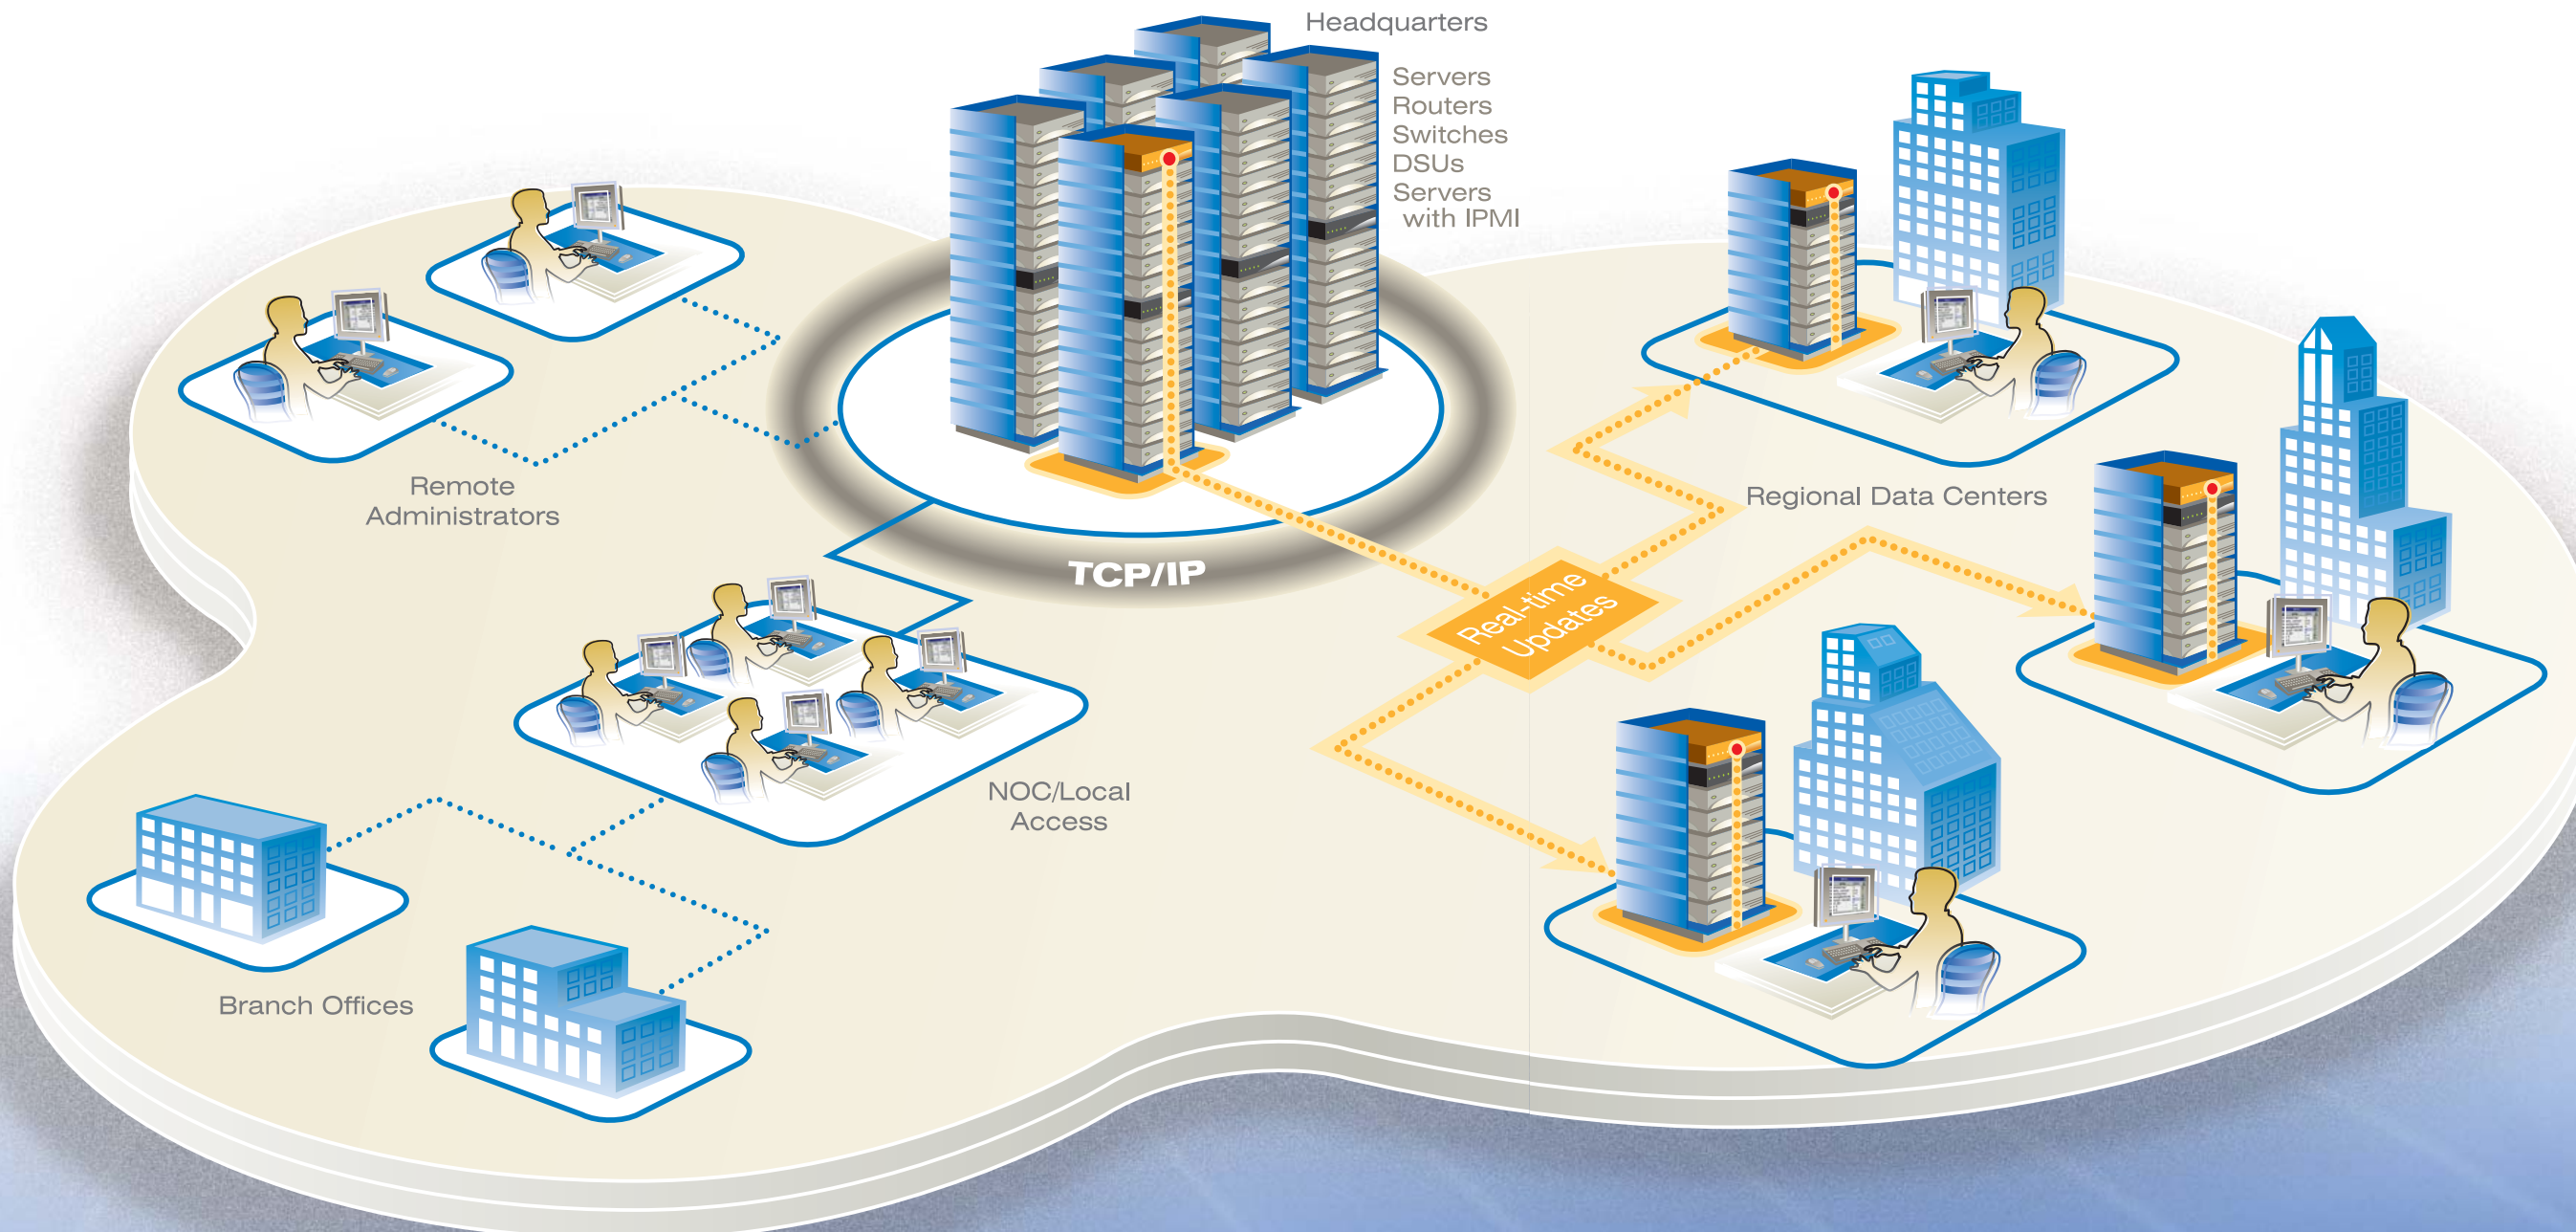 Headquarters
Servers
Routers
Switches
DSUs
Servers
with IPMI
Remote
Administrators
TCP/IP
Regional Data Centers
Real-time
Updates
NOC/Local
Access
Branch Offices